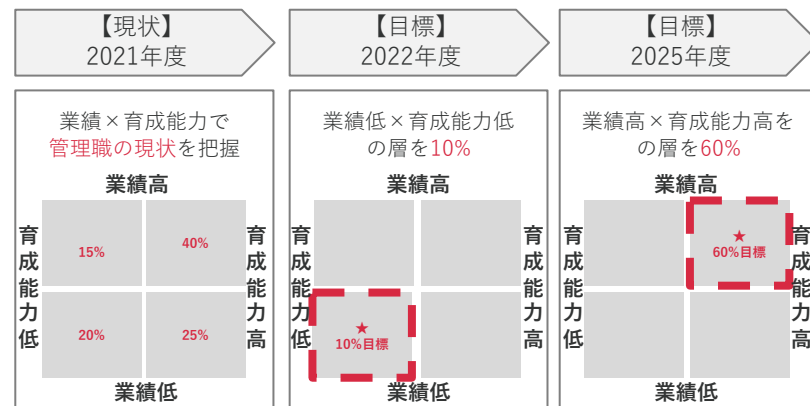 【現状】
2021年度
【目標】
2022年度
【目標】
2025年度
業績×育成能力で
管理職の現状を把握
業績高
育成能力低
15%
40%
20%
25%
育成能力高
業績低
業績低×育成能力低
の層を10%
業績高
育成能力低
★
10%目標
育成能力高
業績低
業績高×育成能力高を
の層を60%
業績高
育成能力低
★
60%目標
育成能力高
業績低